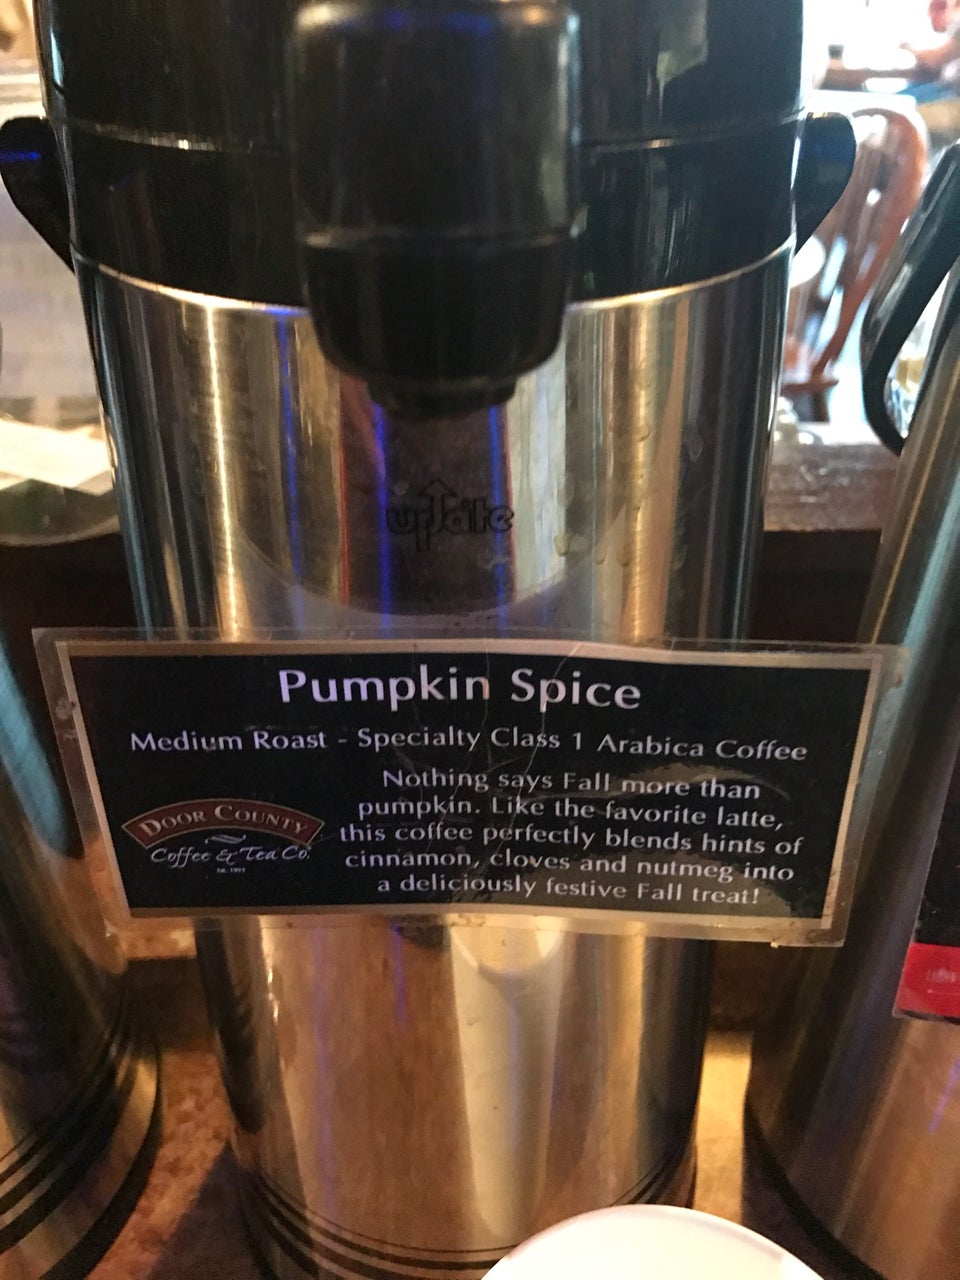 update
Pumpkin Spice
Medium Roast - Specialty Class 1 Arabica Coffee
Nothing says Fall more than
pumpkin. Like the favorite latte,
this coffee perfectly blends hints of
cinnamon, cloves and nutmeg into
a deliciously festive Fall treat!
DOOR COUNTY
Coffee & Tea Co.